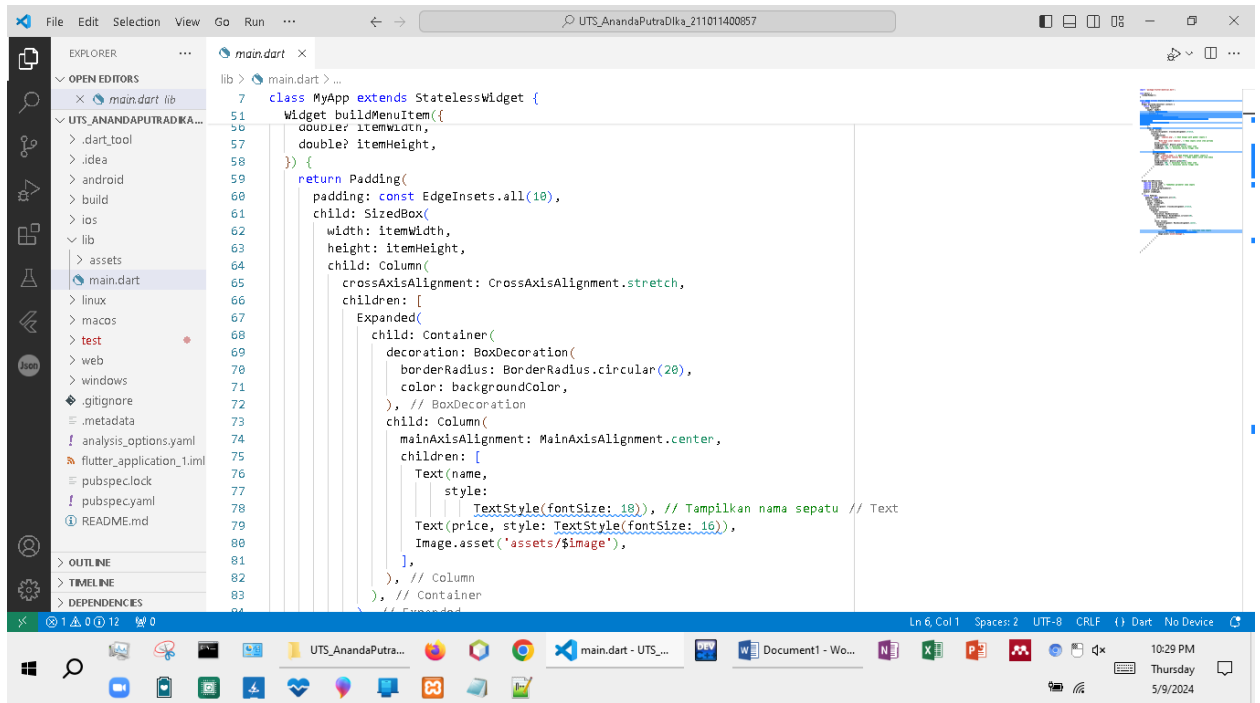 File Edit Selection View Go Run ··· ← → UTS_AnandaPutraDIka_211011400857
EXPLORER ···
main.dart ×
OPEN EDITORS
× main.dart lib
UTS_ANANDAPUTRADIKA...
> .dart_tool
> .idea
> android
> build
> ios
lib
> assets
main.dart
> linux
> macos
> test
> web
> windows
.gitignore
.metadata
! analysis_options.yaml
flutter_application_1.iml
pubspec.lock
! pubspec.yaml
README.md
> OUTLINE
> TIMELINE
> DEPENDENCIES
Json
lib > main.dart > ...
7 class MyApp extends StatelessWidget {
51 Widget buildMenuItem({
56 double? itemWidth,
57 double? itemHeight,
58 }) {
59 return Padding(
60 padding: const EdgeInsets.all(10),
61 child: SizedBox(
62 width: itemWidth,
63 height: itemHeight,
64 child: Column(
65 crossAxisAlignment: CrossAxisAlignment.stretch,
66 children: [
67 Expanded(
68 child: Container(
69 decoration: BoxDecoration(
70 borderRadius: BorderRadius.circular(20),
71 color: backgroundColor,
72 ), // BoxDecoration
73 child: Column(
74 mainAxisAlignment: MainAxisAlignment.center,
75 children: [
76 Text(name,
77 style:
78 TextStyle(fontSize: 18)), // Tampilkan nama sepatu // Text
79 Text(price, style: TextStyle(fontSize: 16)),
80 Image.asset('assets/$image'),
81 ],
82 ), // Column
83 ), // Container
84 ), // Expanded
1 0 12 0 Ln 6, Col 1 Spaces: 2 UTF-8 CRLF {} Dart No Device
UTS_AnandaPutra... main.dart - UTS_... DEV Document1 - Wo...
10:29 PM
Thursday
5/9/2024